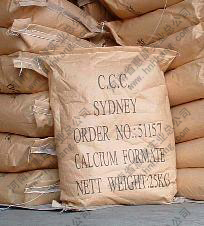 C.C.C.
SYDNEY
ORDER NO.:51157
CALCIUM FORMATE
NETT WEIGHT:25KG